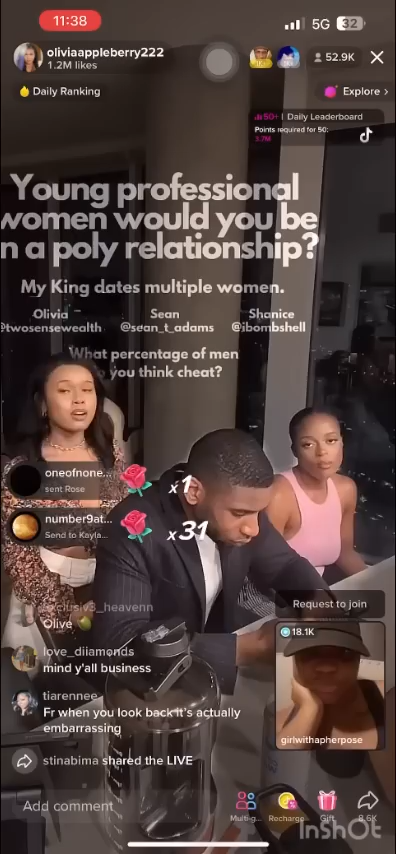 11:38
5G
32
oliviaappleberry222
1.2M likes
52.9K
Daily Ranking
Explore >
50+ | Daily Leaderboard
Points required for 50:
3.7M
Young professional
women would you be
n a poly relationship?
My King dates multiple women.
Olivia
Sean
Shanice
@twosensewealth
@sean_t_adams
@ibombshell
What percentage of men
you think cheat?
oneofnone...
sent Rose
x1
number9at...
Send to Kayla...
x31
xclusiv3_heavenn
Olive
Request to join
18.1K
love_diiamonds
mind y'all business
tiarennee
Fr when you look back it's actually
embarrassing
girlwithapherpose
stinabima shared the LIVE
Add comment
Multi-g...
Recharge
Gift
8.6K
InShOt